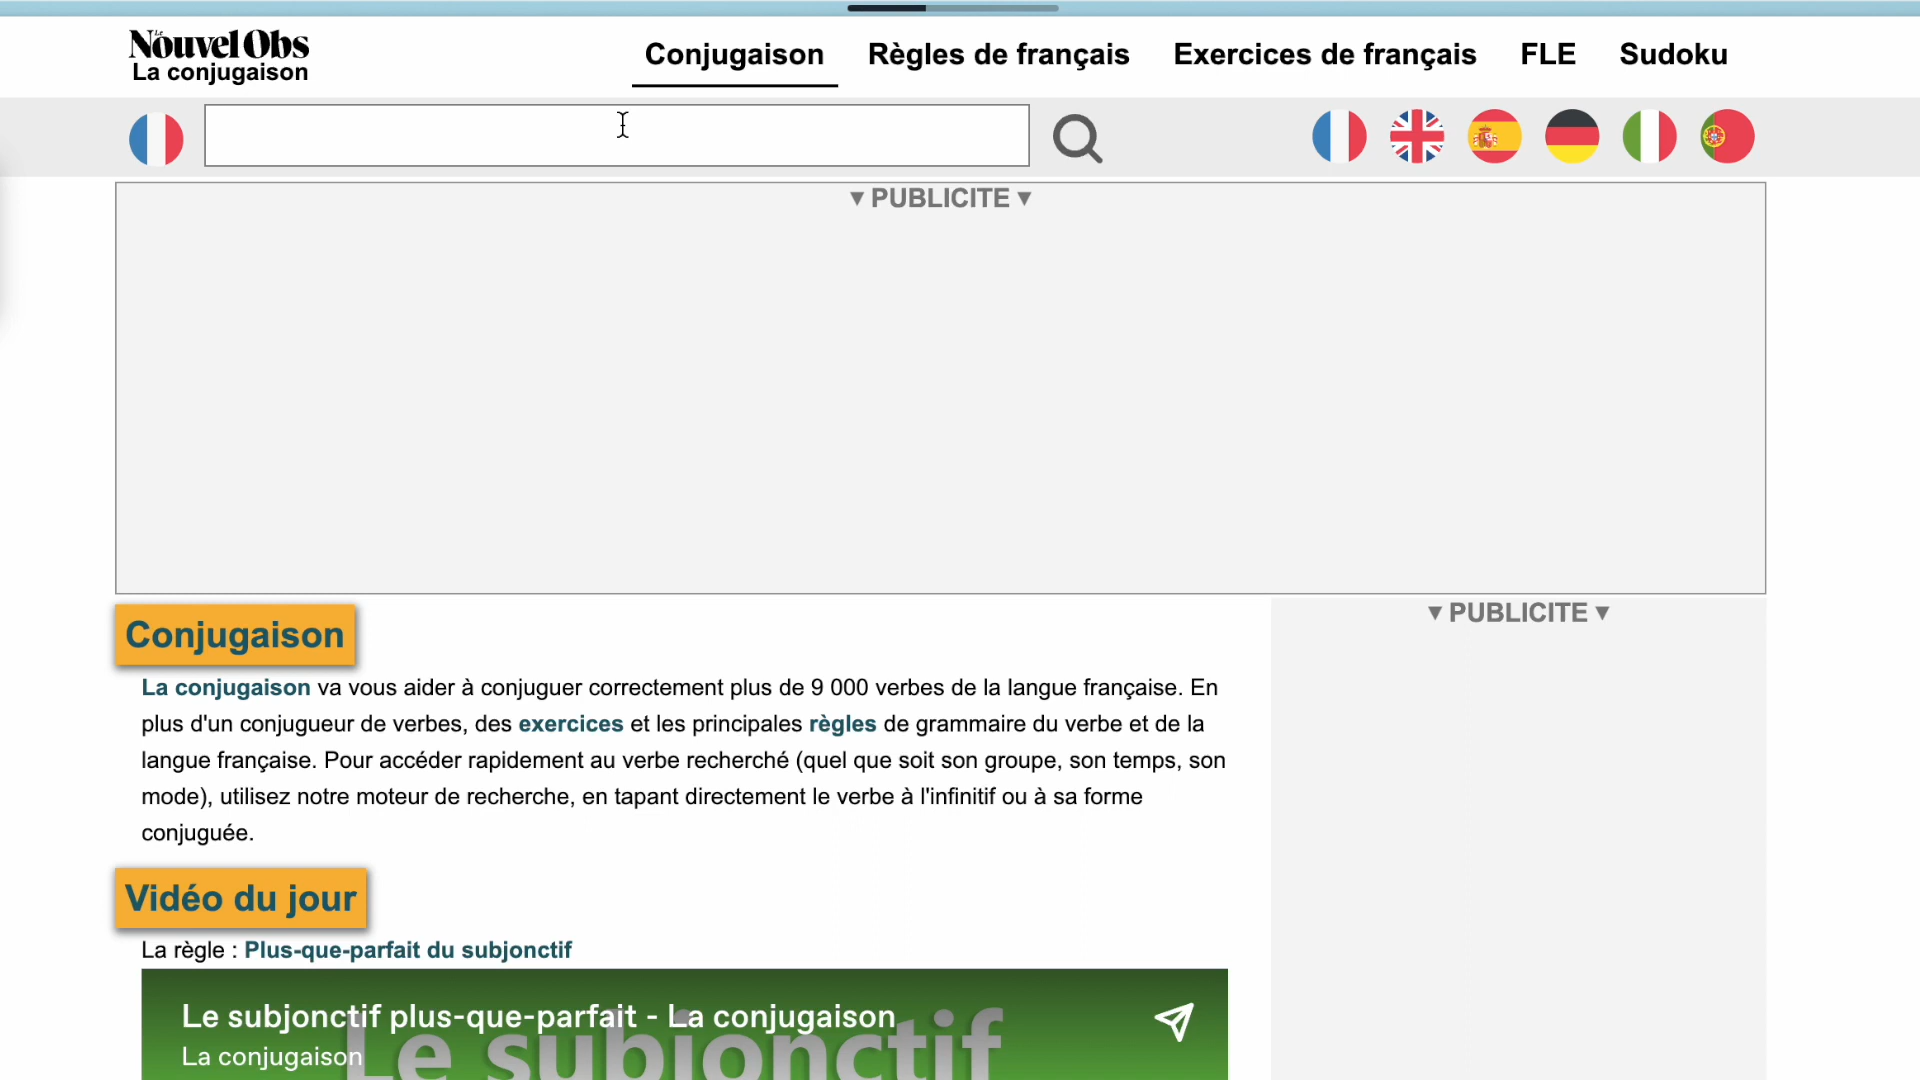 Le
Nouvel Obs
La conjugaison
Conjugaison
Règles de français
Exercices de français
FLE
Sudoku
▼ PUBLICITE ▼
Conjugaison
La conjugaison va vous aider à conjuguer correctement plus de 9 000 verbes de la langue française. En
plus d'un conjugueur de verbes, des exercices et les principales règles de grammaire du verbe et de la
langue française. Pour accéder rapidement au verbe recherché (quel que soit son groupe, son temps, son
mode), utilisez notre moteur de recherche, en tapant directement le verbe à l'infinitif ou à sa forme
conjuguée.
▼ PUBLICITE ▼
Vidéo du jour
La règle : Plus-que-parfait du subjonctif
Le subjonctif plus-que-parfait - La conjugaison
La conjugaison
Le subjonctif